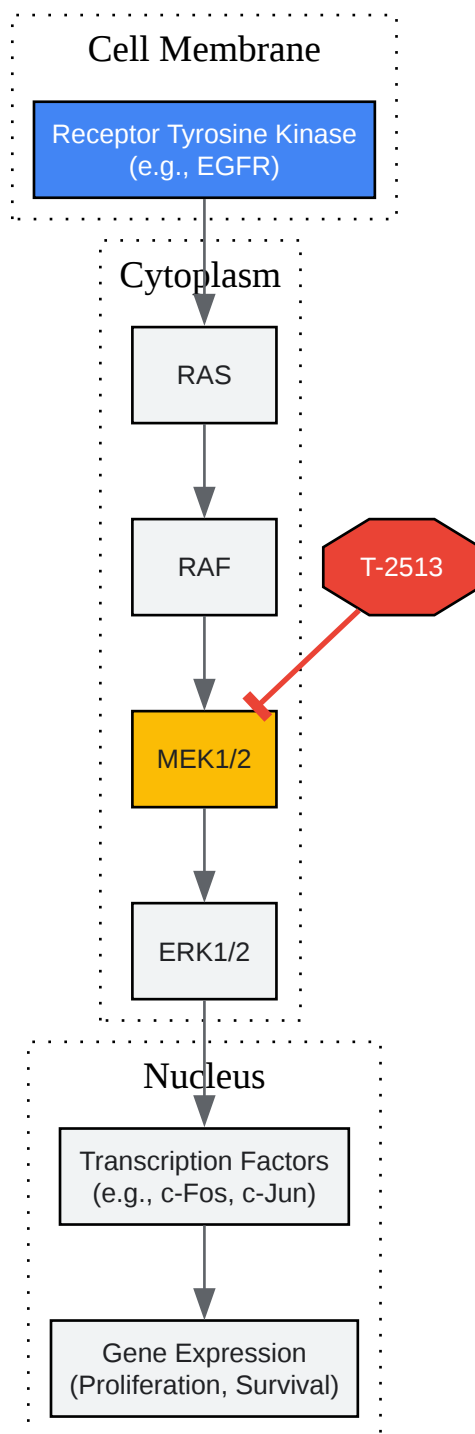 Cell Membrane
Receptor Tyrosine Kinase
(e.g., EGFR)
Cytoplasm
RAS
RAF
T-2513
MEK1/2
ERK1/2
Nucleus
Transcription Factors
(e.g., c-Fos, c-Jun)
Gene Expression
(Proliferation, Survival)